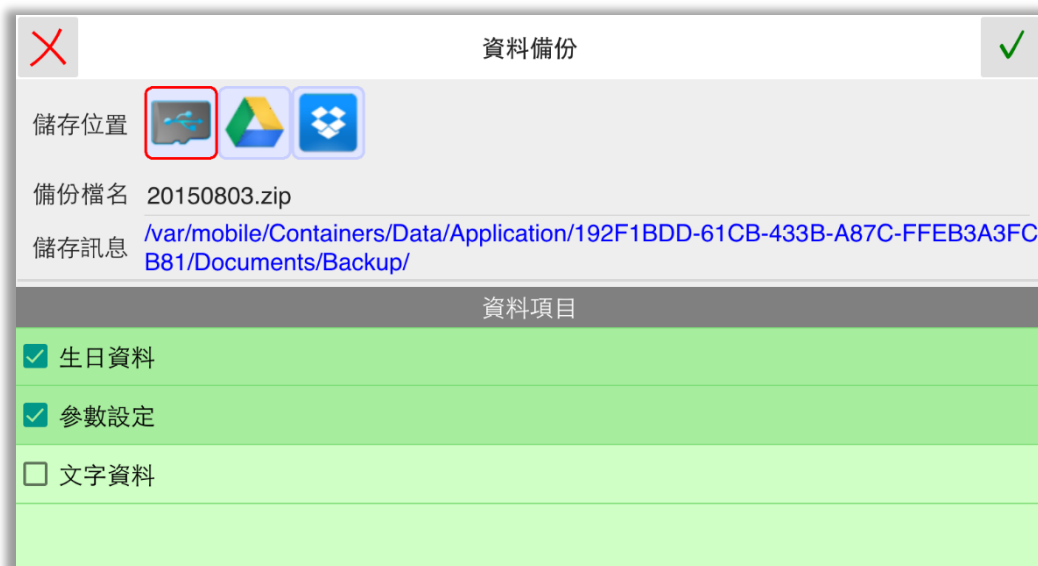 資料備份
儲存位置
備份檔名 20150803.zip
儲存訊息 /var/mobile/Containers/Data/Application/192F1BDD-61CB-433B-A87C-FFEB3A3FC
B81/Documents/Backup/
資料項目
生日資料
參數設定
文字資料